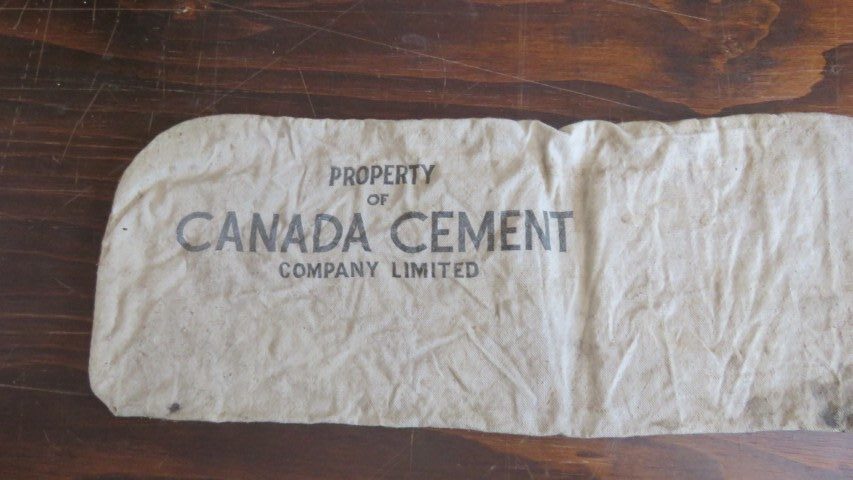 PROPERTY
OF
CANADA CEMENT
COMPANY LIMITED